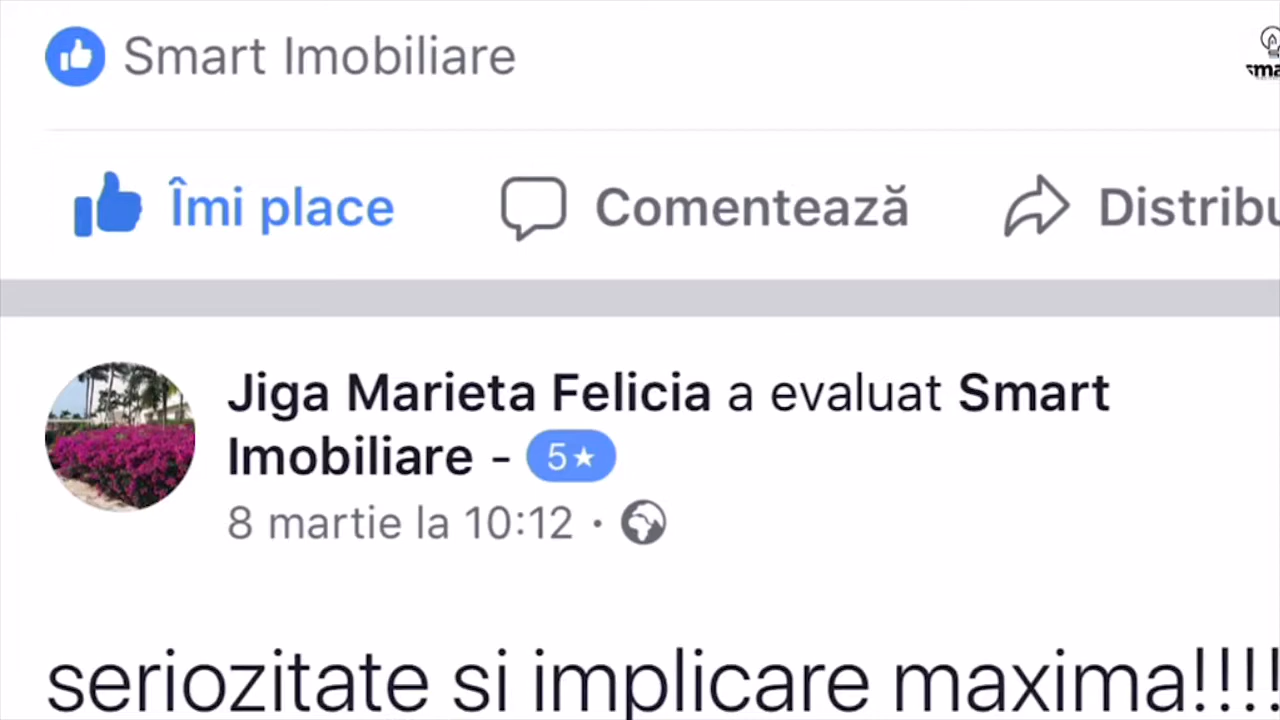 Smart Imobiliare
Îmi place Comentează Distribu
Jiga Marieta Felicia a evaluat Smart
Imobiliare - 5★
8 martie la 10:12 ·
seriozitate si implicare maxima!!!!